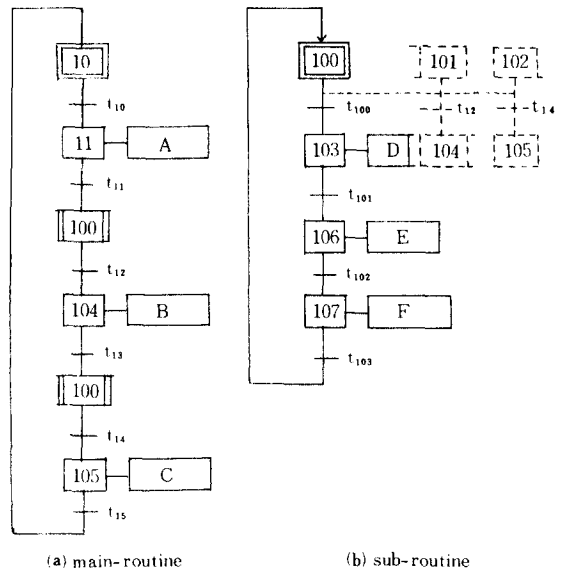 10
t10
11 A
t11
100
t12
104 B
t13
100
t14
105 C
t15
(a) main-routine
100 101 102
t100 t12 t14
103 D 104 105
t101
106 E
t102
107 F
t103
(b) sub-routine